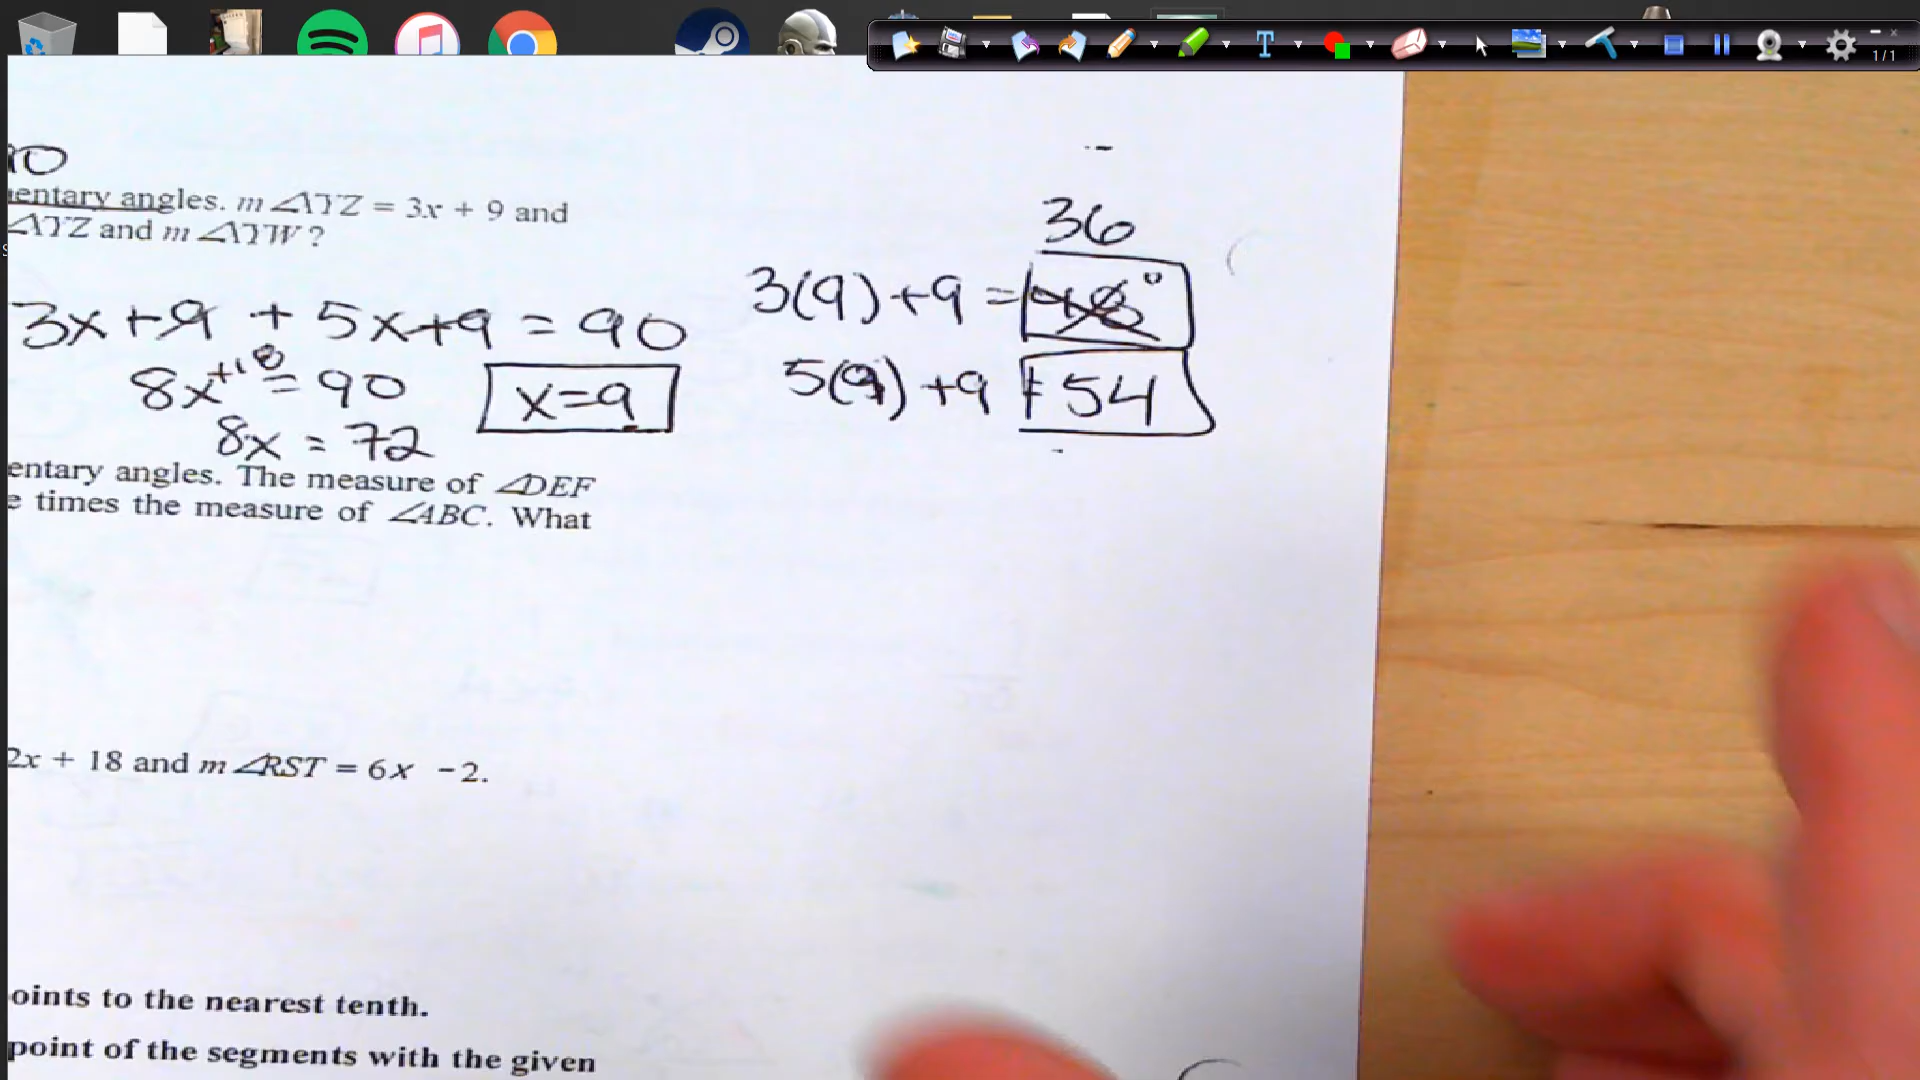 1/1
90
entary angles. m∠XYZ = 3x + 9 and
∠XYZ and m∠XYW?
3x+9 + 5x+9 = 90
8x+18 = 90
8x = 72
x=9
36
3(9)+9 = 48°
5(9)+9 = 54
entary angles. The measure of ∠DEF
e times the measure of ∠ABC. What
2x + 18 and m∠RST = 6x - 2.
oints to the nearest tenth.
point of the segments with the given